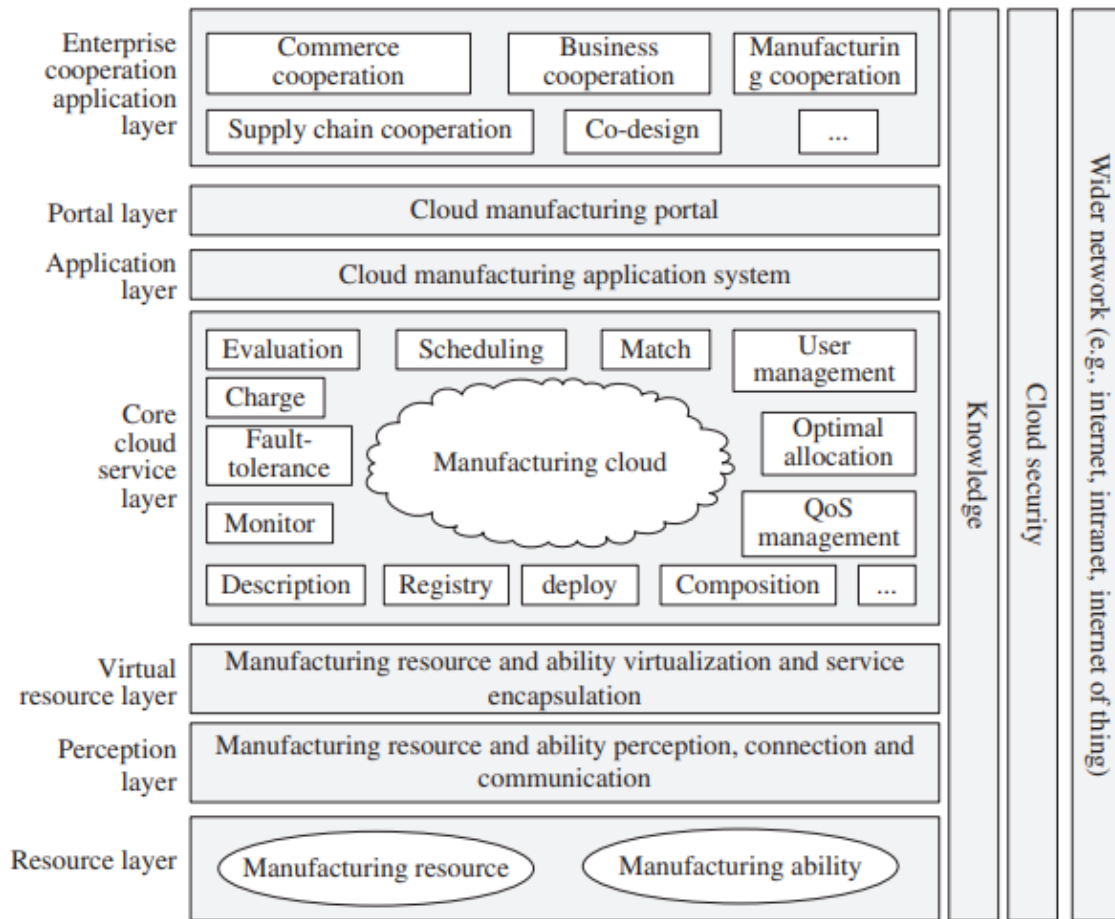 Enterprise
cooperation
application
layer
Commerce
cooperation
Business
cooperation
Manufacturin
g cooperation
Supply chain cooperation
Co-design
...
Portal layer
Cloud manufacturing portal
Application
layer
Cloud manufacturing application system
Core
cloud
service
layer
Evaluation
Scheduling
Match
User
management
Charge
Fault-
tolerance
Manufacturing cloud
Optimal
allocation
Monitor
QoS
management
Description
Registry
deploy
Composition
...
Virtual
resource layer
Manufacturing resource and ability virtualization and service
encapsulation
Perception
layer
Manufacturing resource and ability perception, connection and
communication
Resource layer
Manufacturing resource
Manufacturing ability
Knowledge
Cloud security
Wider network (e.g., internet, intranet, internet of thing)